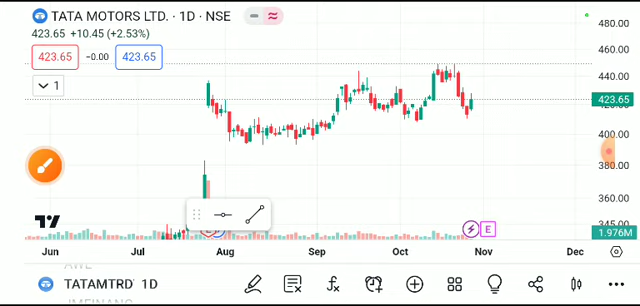 TATA MOTORS LTD. · 1D · NSE
423.65 +10.45 (+2.53%)
423.65 −0.00 423.65
1
480.00
460.00
440.00
423.65
400.00
380.00
360.00
345.00
1.976M
E
Jun Jul Aug Sep Oct Nov Dec
TATAMTRD 1D